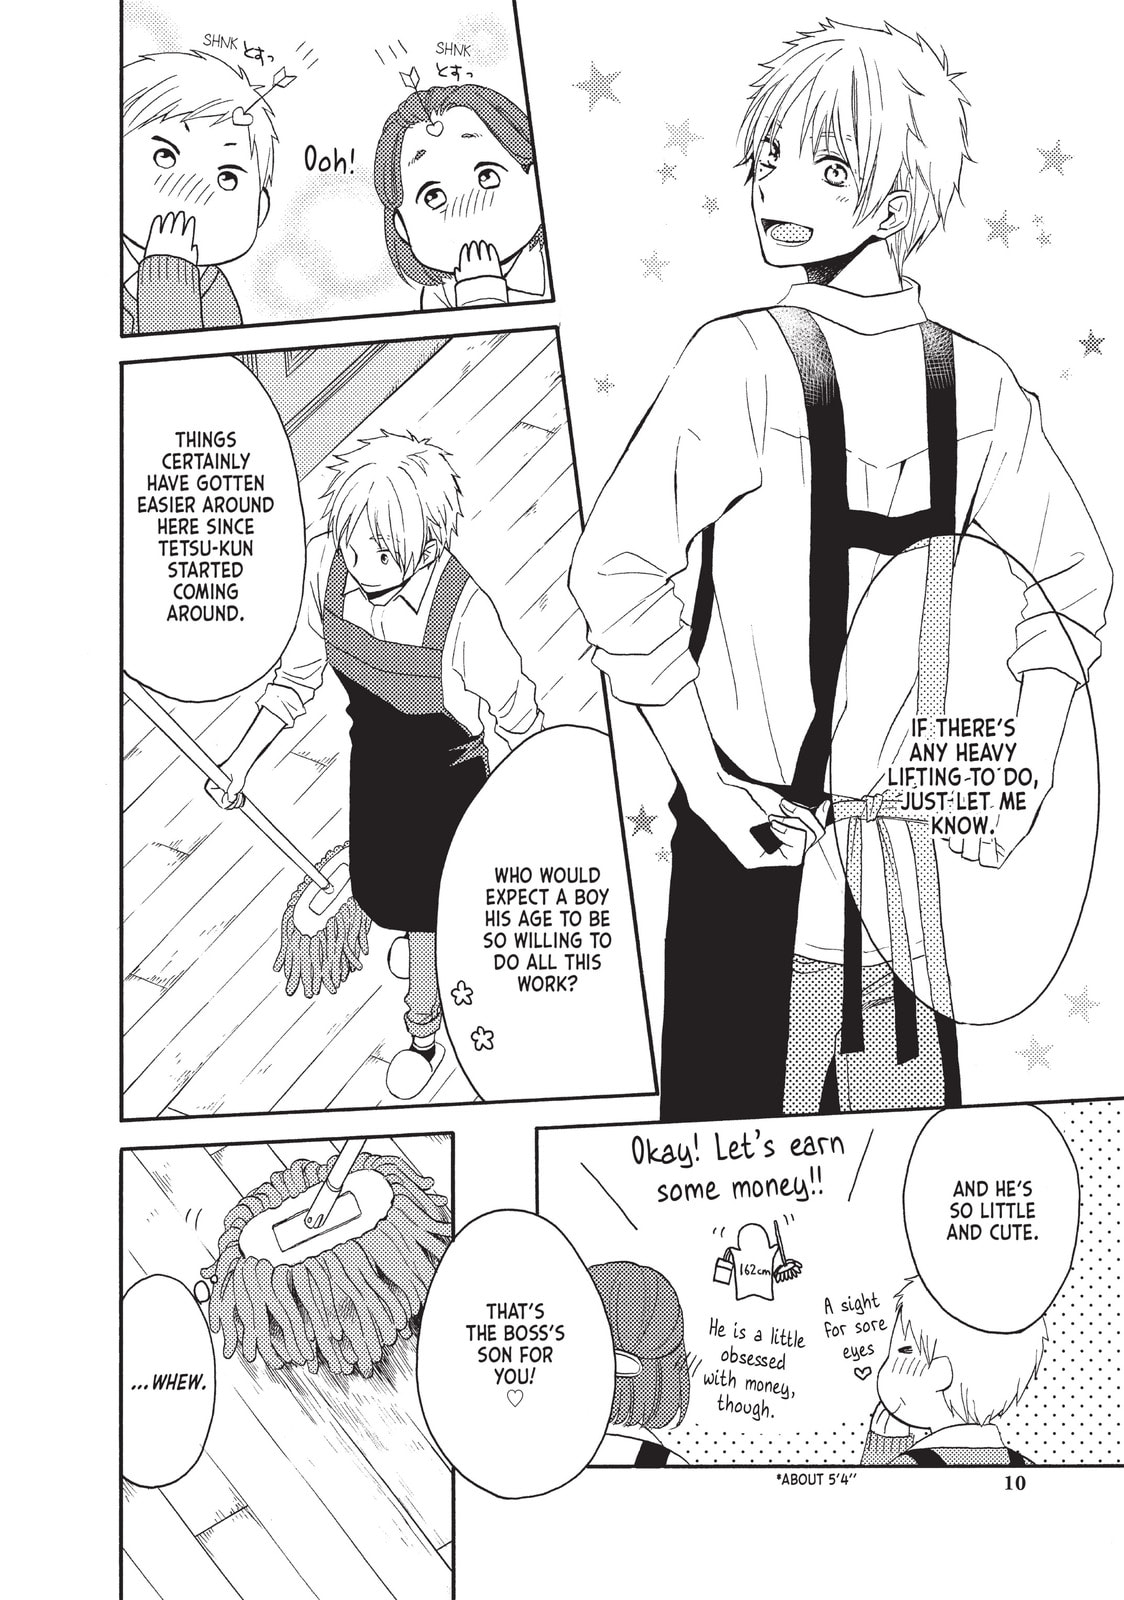 IF THERE'S
ANY HEAVY
LIFTING TO DO,
JUST LET ME
KNOW.
SHNK
とすっ
Ooh!
SHNK
とすっ
WHO WOULD
EXPECT A BOY
HIS AGE TO BE
SO WILLING TO
DO ALL THIS
WORK?
THINGS
CERTAINLY
HAVE GOTTEN
EASIER AROUND
HERE SINCE
TETSU-KUN
STARTED
COMING
AROUND.
AND HE'S
SO LITTLE
AND CUTE.
A sight
for sore
eyes
Okay! Let's earn
some money!!
162cm
He is a little
obsessed
with money,
though.
THAT'S
THE BOSS'S
SON FOR
YOU!
♡
*ABOUT 5'4''
...WHEW.
10